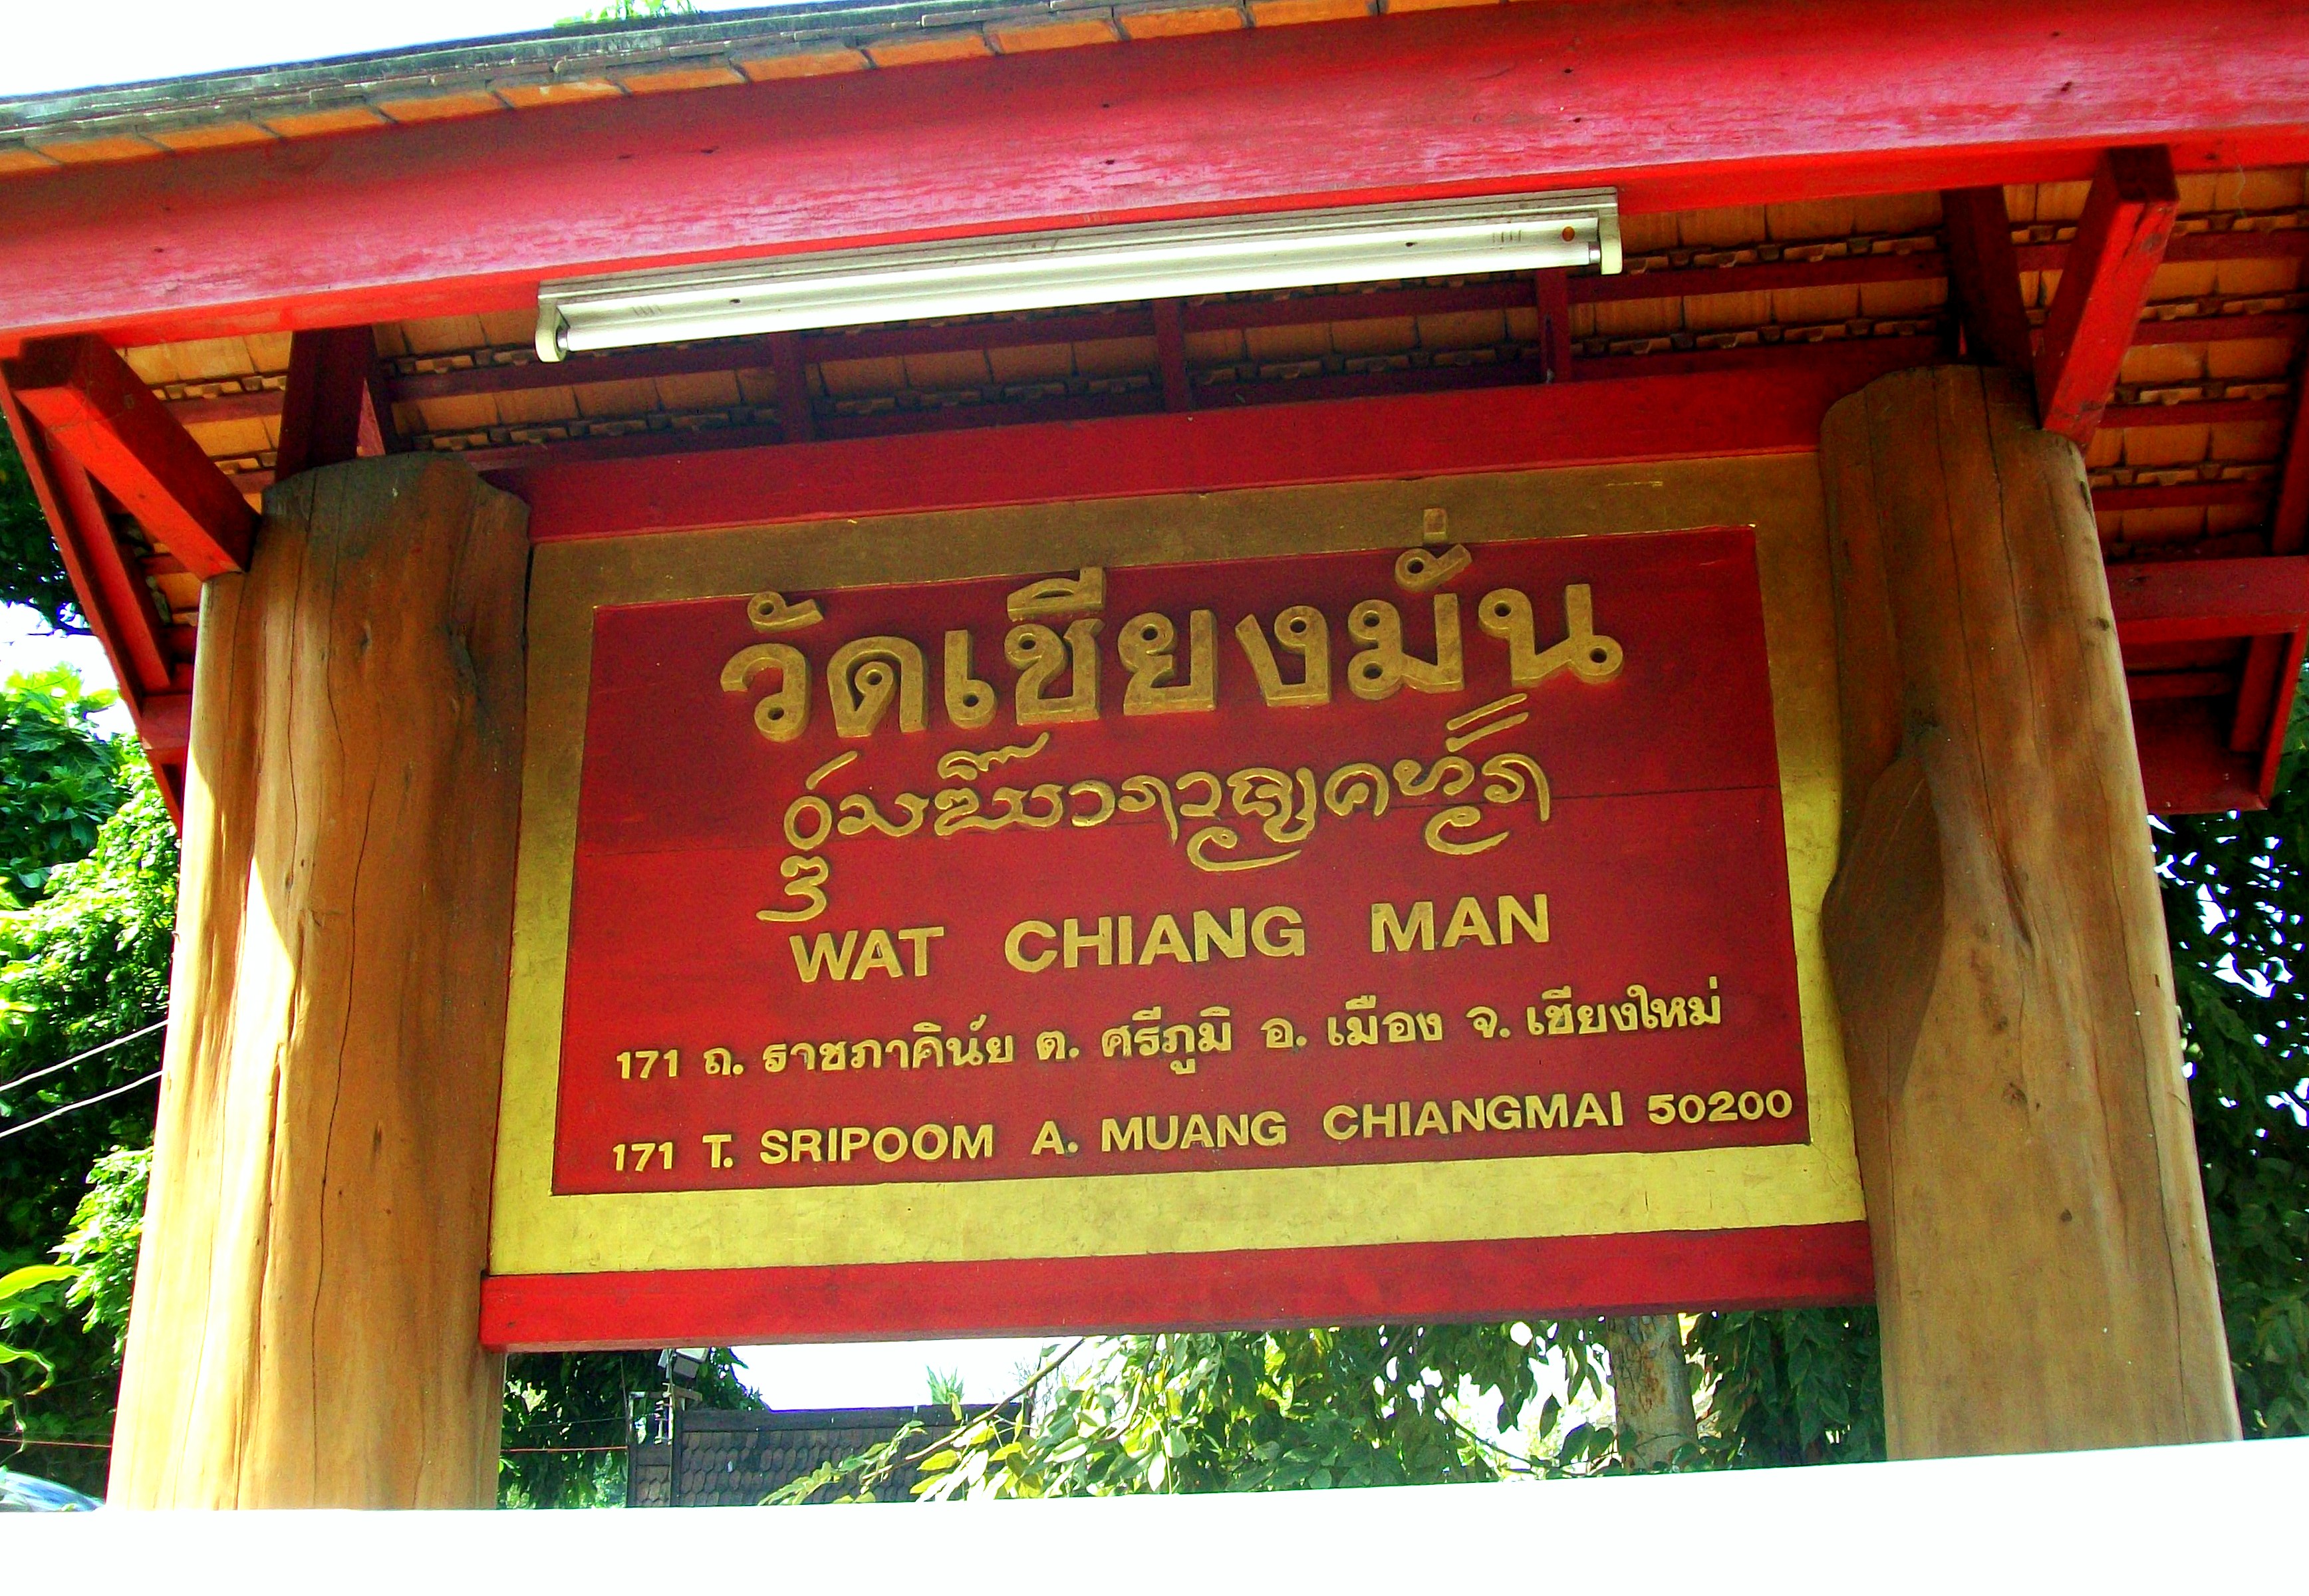 วัดเชียงมั่น
WAT CHIANG MAN
171 ถ. ราชภาคินัย ต. ศรีภูมิ อ. เมือง จ. เชียงใหม่
171 T. SRIPOOM A. MUANG CHIANGMAI 50200